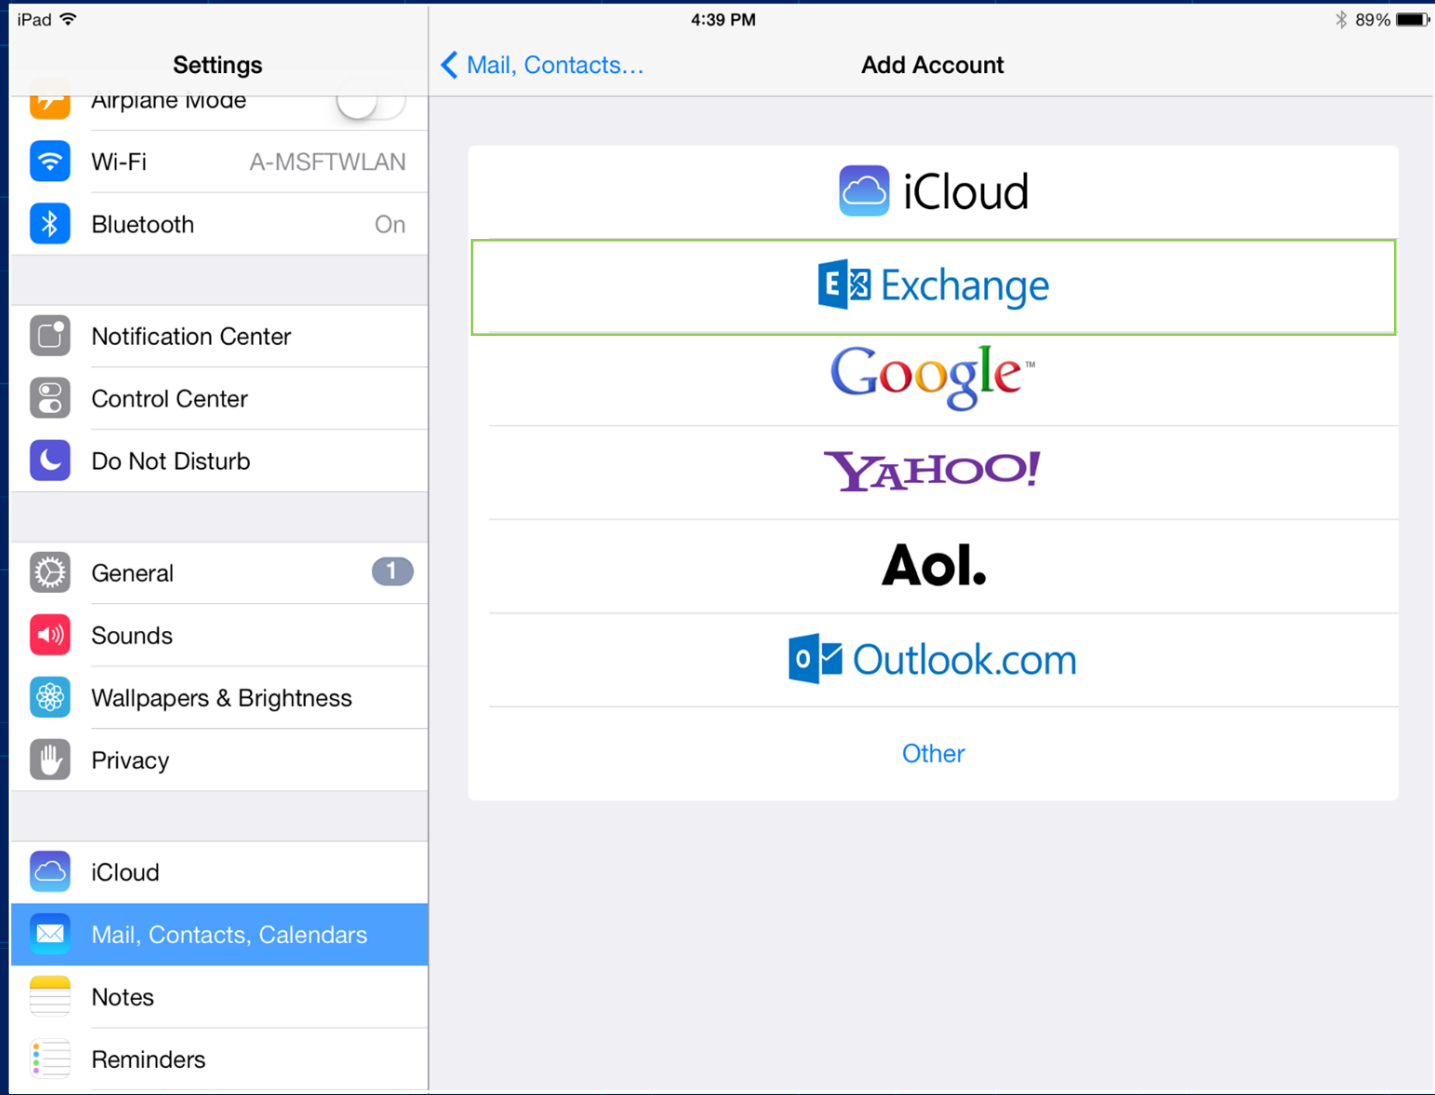 iPad 4:39 PM 89%
Settings
Mail, Contacts... Add Account
Airplane Mode
Wi-Fi A-MSFTWLAN
Bluetooth On
Notification Center
Control Center
Do Not Disturb
General 1
Sounds
Wallpapers & Brightness
Privacy
iCloud
Mail, Contacts, Calendars
Notes
Reminders
iCloud
E Exchange
Google™
YAHOO!
Aol.
O Outlook.com
Other